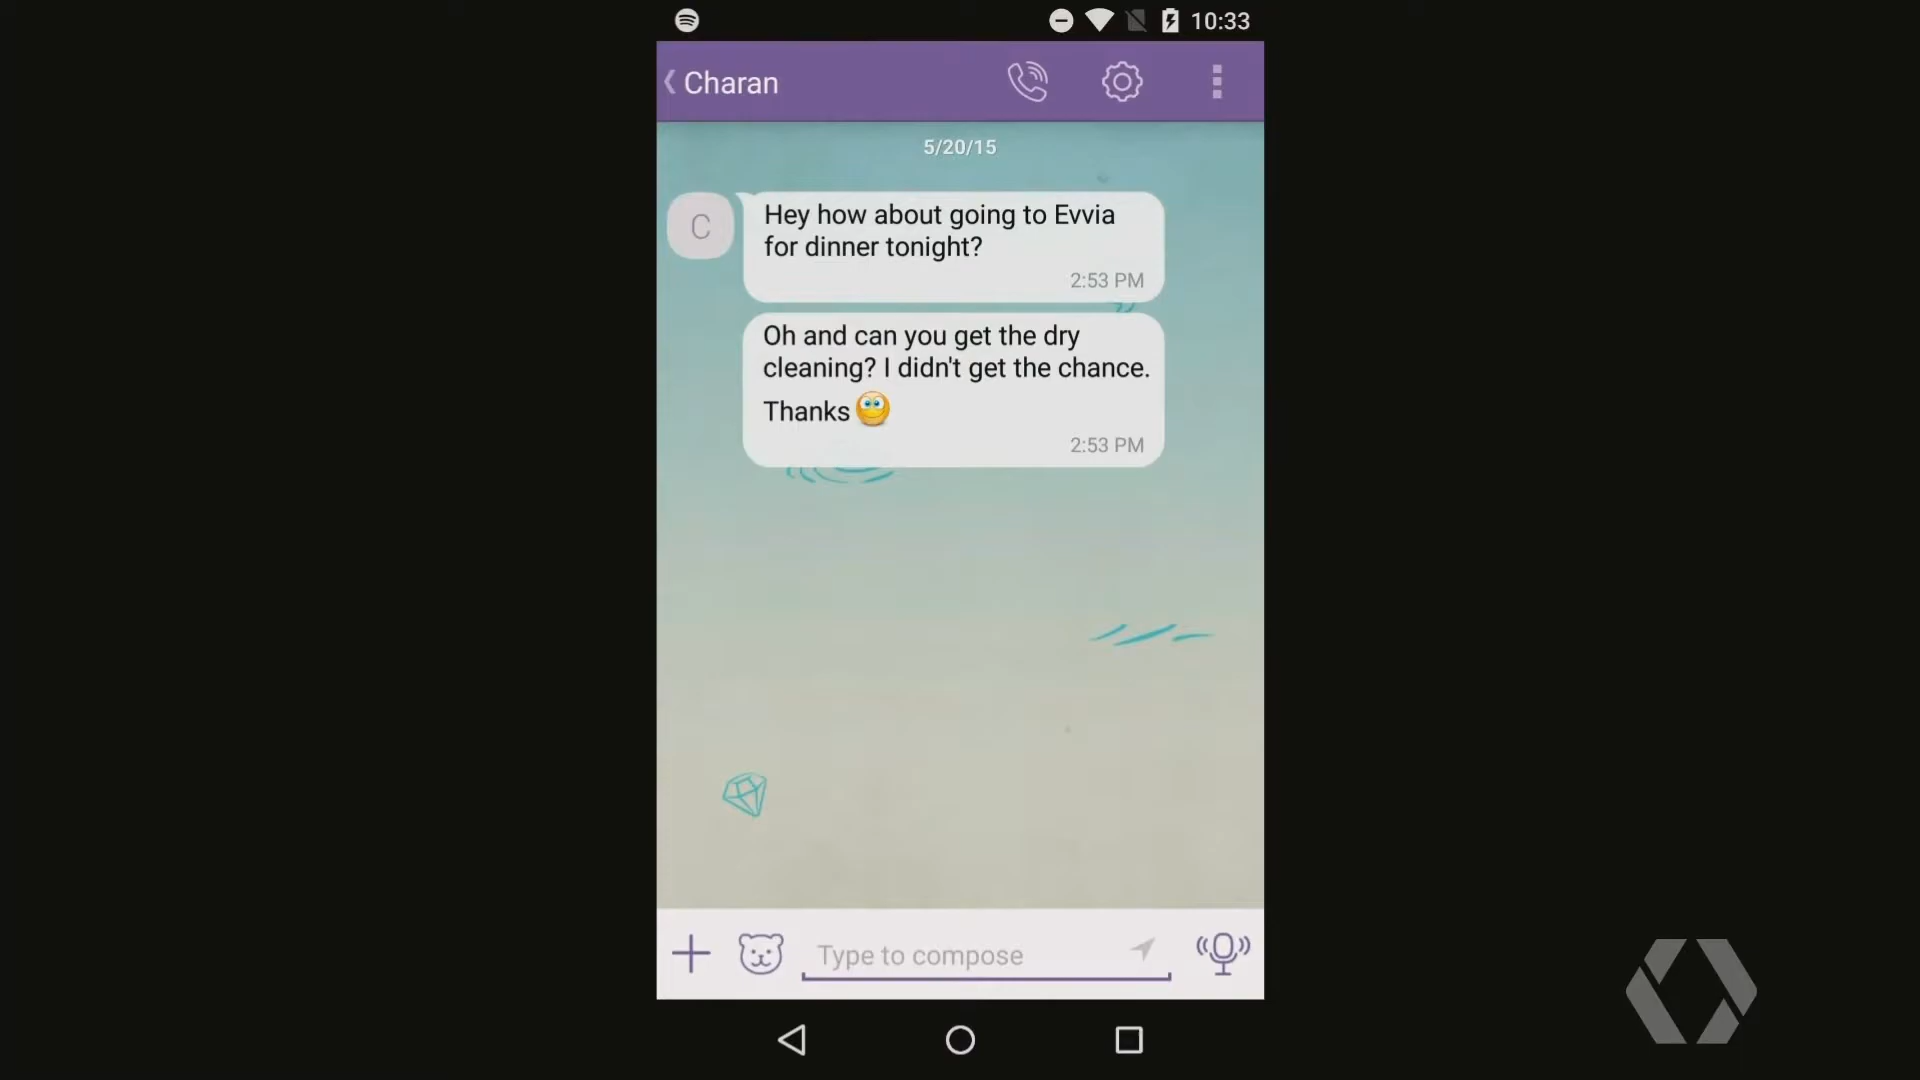 10:33
Charan
5/20/15
C
Hey how about going to Evvia
for dinner tonight?
2:53 PM
Oh and can you get the dry
cleaning? I didn't get the chance.
Thanks
2:53 PM
Type to compose